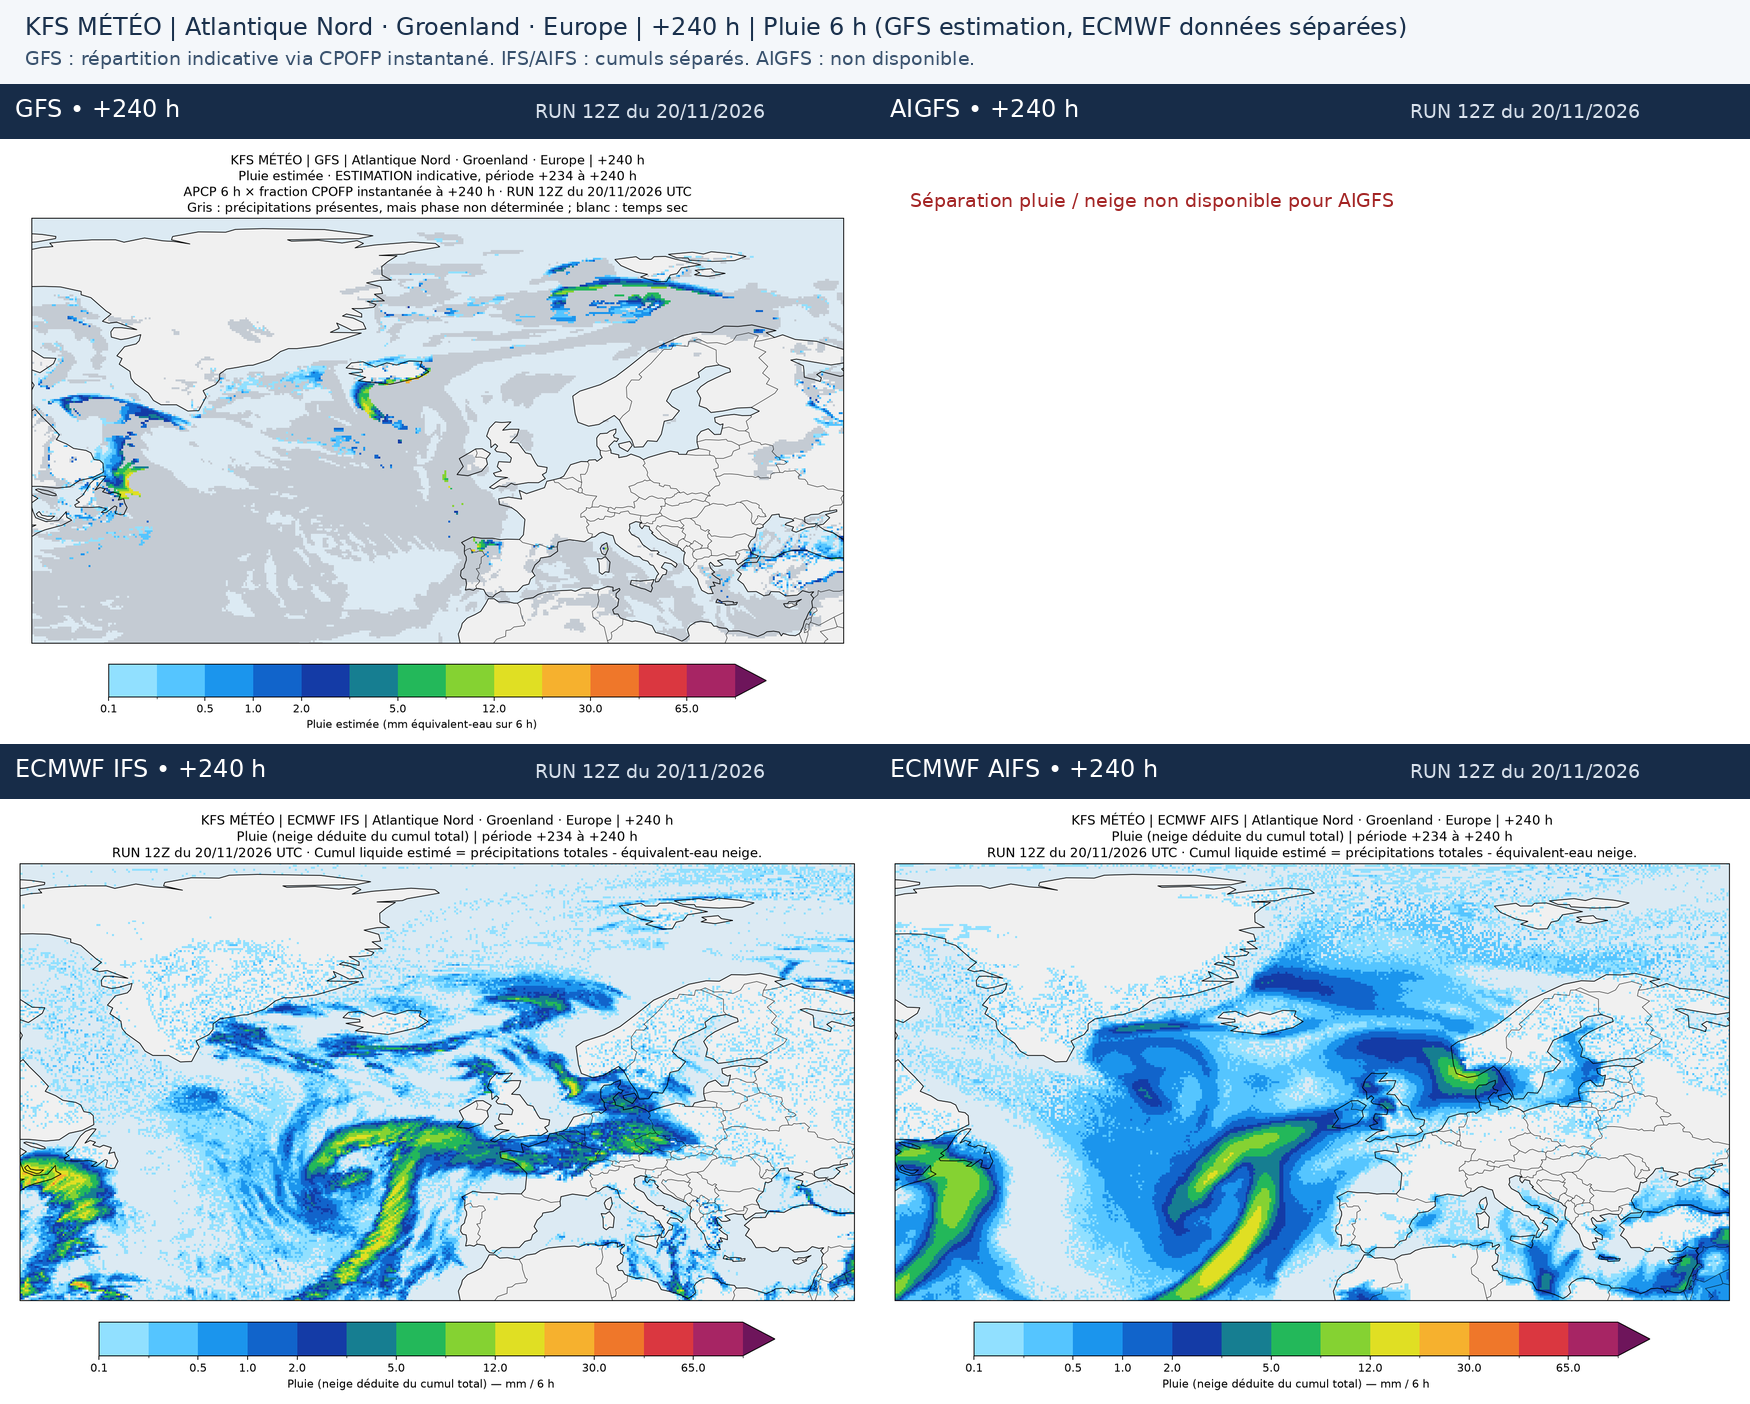 KFS MÉTÉO | Atlantique Nord · Groenland · Europe | +240 h | Pluie 6 h (GFS estimation, ECMWF données séparées)
GFS : répartition indicative via CPOFP instantané. IFS/AIFS : cumuls séparés. AIGFS : non disponible.
GFS • +240 h
RUN 12Z du 20/11/2026
AIGFS • +240 h
RUN 12Z du 20/11/2026
KFS MÉTÉO | GFS | Atlantique Nord · Groenland · Europe | +240 h
Pluie estimée · ESTIMATION indicative, période +234 à +240 h
APCP 6 h × fraction CPOFP instantanée à +240 h · RUN 12Z du 20/11/2026 UTC
Gris : précipitations présentes, mais phase non déterminée ; blanc : temps sec
Séparation pluie / neige non disponible pour AIGFS
0.1 0.5 1.0 2.0 5.0 12.0 30.0 65.0
Pluie estimée (mm équivalent-eau sur 6 h)
ECMWF IFS • +240 h
RUN 12Z du 20/11/2026
ECMWF AIFS • +240 h
RUN 12Z du 20/11/2026
KFS MÉTÉO | ECMWF IFS | Atlantique Nord · Groenland · Europe | +240 h
Pluie (neige déduite du cumul total) | période +234 à +240 h
RUN 12Z du 20/11/2026 UTC · Cumul liquide estimé = précipitations totales - équivalent-eau neige.
KFS MÉTÉO | ECMWF AIFS | Atlantique Nord · Groenland · Europe | +240 h
Pluie (neige déduite du cumul total) | période +234 à +240 h
RUN 12Z du 20/11/2026 UTC · Cumul liquide estimé = précipitations totales - équivalent-eau neige.
0.1 0.5 1.0 2.0 5.0 12.0 30.0 65.0
Pluie (neige déduite du cumul total) — mm / 6 h
0.1 0.5 1.0 2.0 5.0 12.0 30.0 65.0
Pluie (neige déduite du cumul total) — mm / 6 h